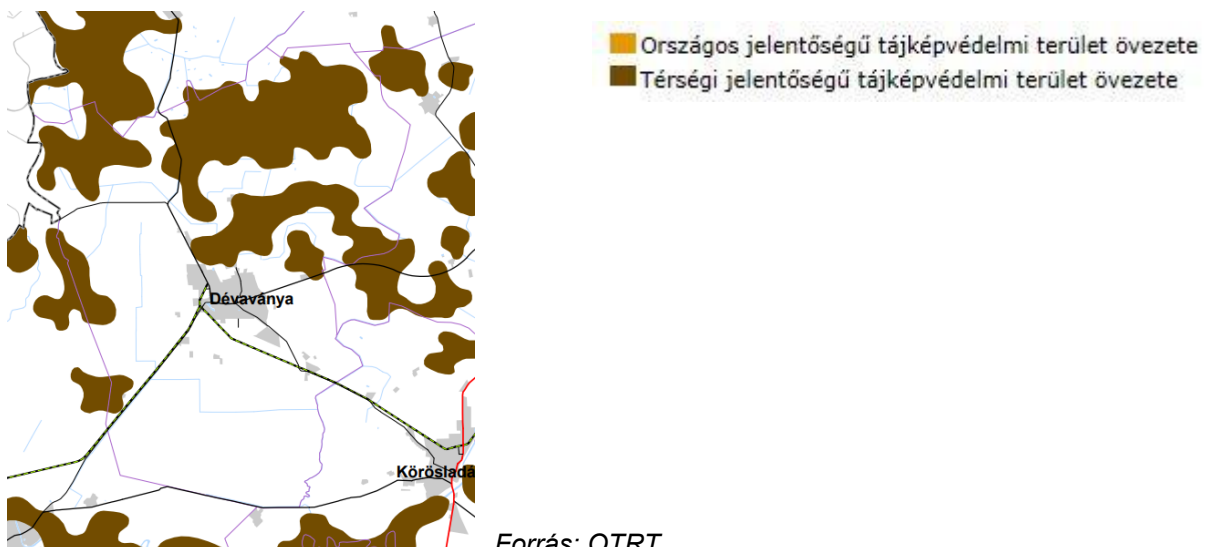 Országos jelentőségű tájképvédelmi terület övezete
Térségi jelentőségű tájképvédelmi terület övezete
Dévaványa
Körösladá
Forrás: OTRT